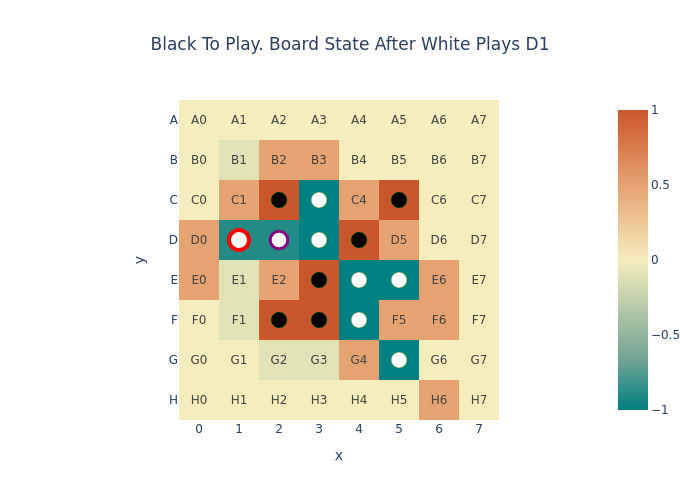 Black To Play. Board State After White Plays D1
A A0 A1 A2 A3 A4 A5 A6 A7
B B0 B1 B2 B3 B4 B5 B6 B7
C C0 C1 C4 C6 C7
D D0 D5 D6 D7
E E0 E1 E2 E6 E7
F F0 F1 F5 F6 F7
G G0 G1 G2 G3 G4 G6 G7
H H0 H1 H2 H3 H4 H5 H6 H7
0 1 2 3 4 5 6 7
x
y
1
0.5
0
−0.5
−1